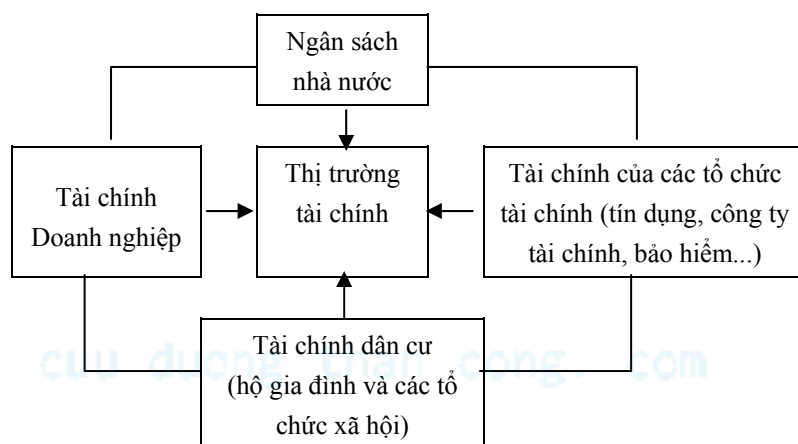 Ngân sách
nhà nước
Tài chính
Doanh nghiệp
Thị trường
tài chính
Tài chính của các tổ chức
tài chính (tín dụng, công ty
tài chính, bảo hiểm...)
Tài chính dân cư
(hộ gia đình và các tổ
chức xã hội)
cuu duong than cong. com